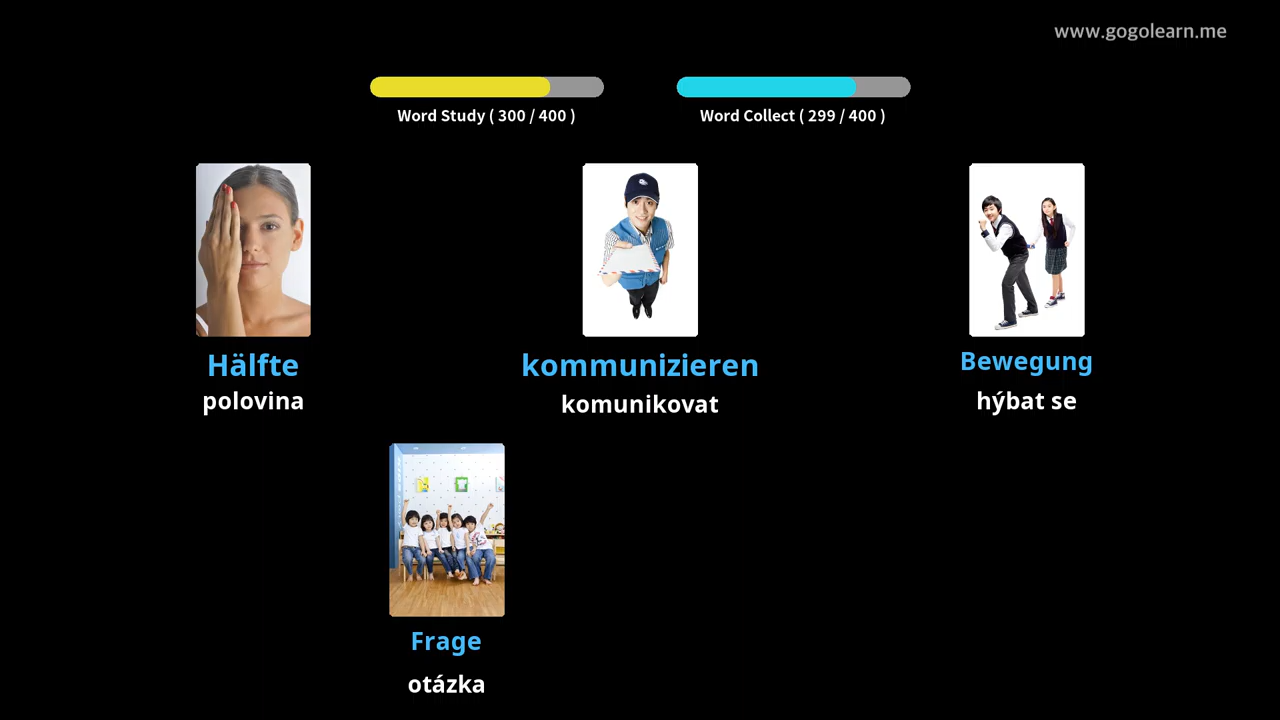 www.gogolearn.me
Word Study ( 300 / 400 )
Word Collect ( 299 / 400 )
Hälfte
polovina
kommunizieren
komunikovat
Bewegung
hýbat se
Frage
otázka